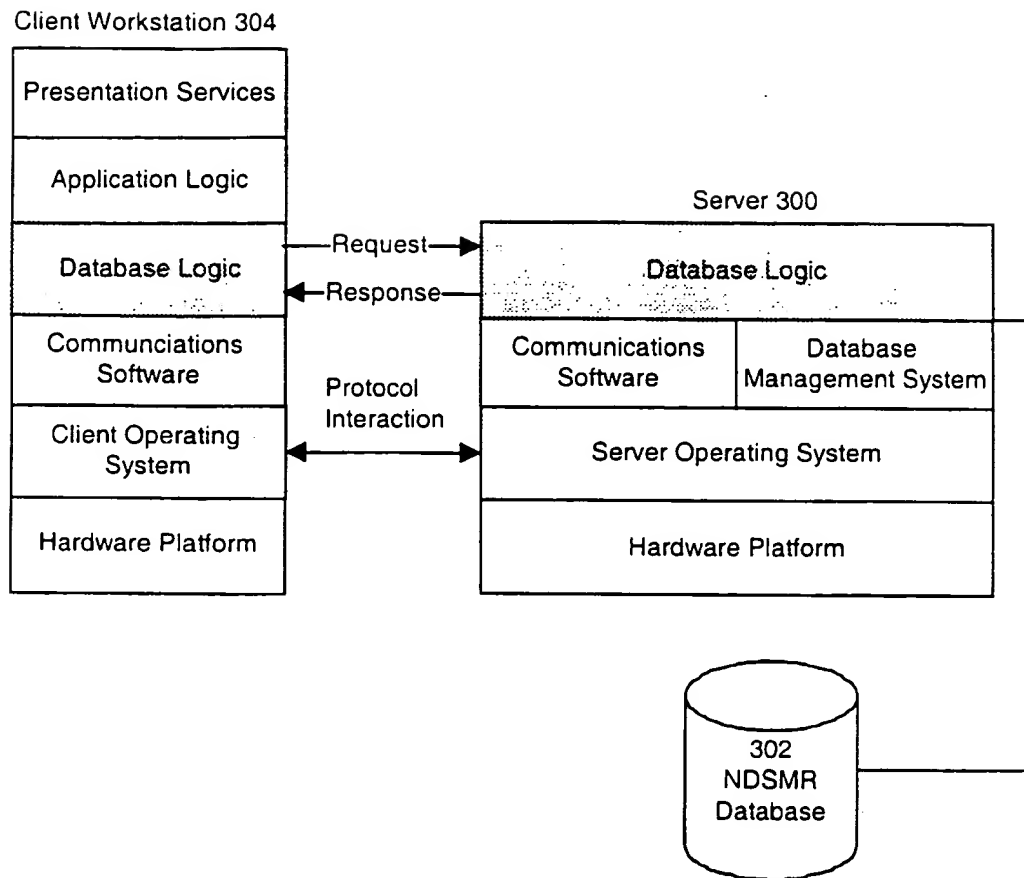 Client Workstation 304
Presentation Services
Application Logic
Database Logic
Communciations
Software
Client Operating
System
Hardware Platform
Request
Response
Protocol
Interaction
Server 300
Database Logic
Communications
Software
Database
Management System
Server Operating System
Hardware Platform
302
NDSMR
Database